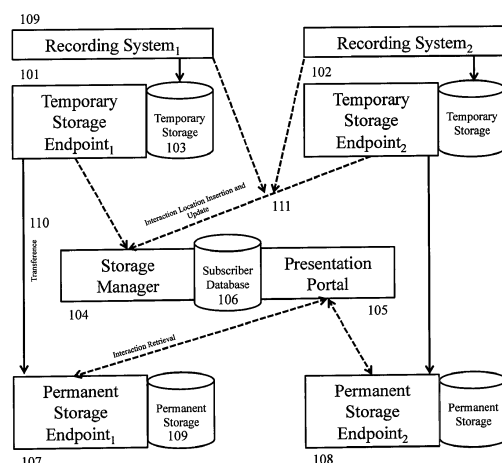 109
Recording System1
Recording System2
101
102
Temporary
Storage
Endpoint1
Temporary
Storage
103
Temporary
Storage
Endpoint2
Temporary
Storage
110
Transference
Interaction Location Insertion and
Update
111
Storage
Manager
Subscriber
Database
106
Presentation
Portal
104
105
Interaction Retrieval
Permanent
Storage
Endpoint1
Permanent
Storage
109
Permanent
Storage
Endpoint2
Permanent
Storage
107
108